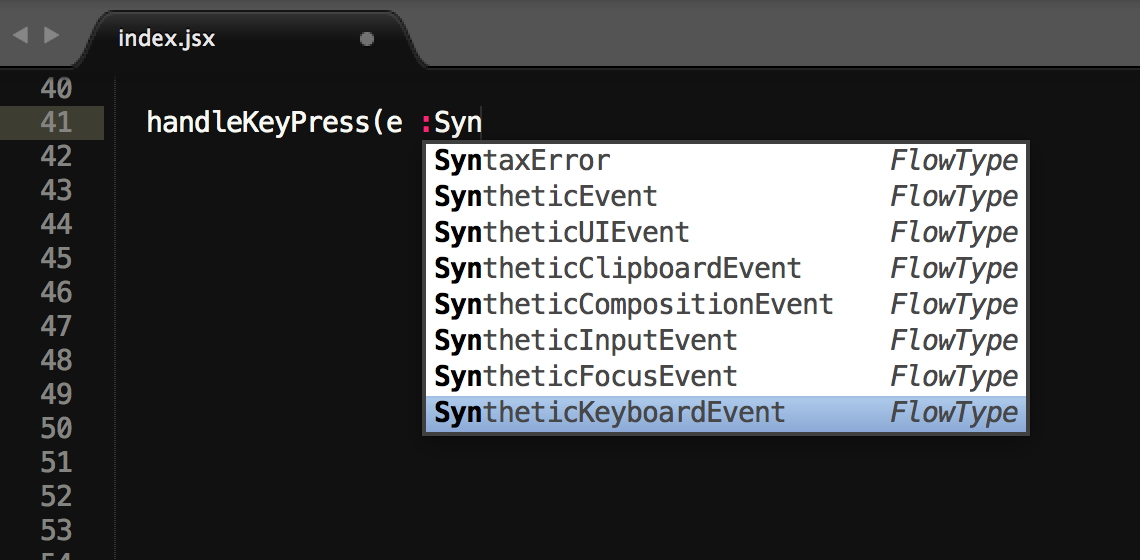 index.jsx
40
41 handleKeyPress(e :Syn
42 SyntaxError FlowType
43 SyntheticEvent FlowType
44 SyntheticUIEvent FlowType
45 SyntheticClipboardEvent FlowType
46 SyntheticCompositionEvent FlowType
47 SyntheticInputEvent FlowType
48 SyntheticFocusEvent FlowType
49 SyntheticKeyboardEvent FlowType
50
51
52
53
54